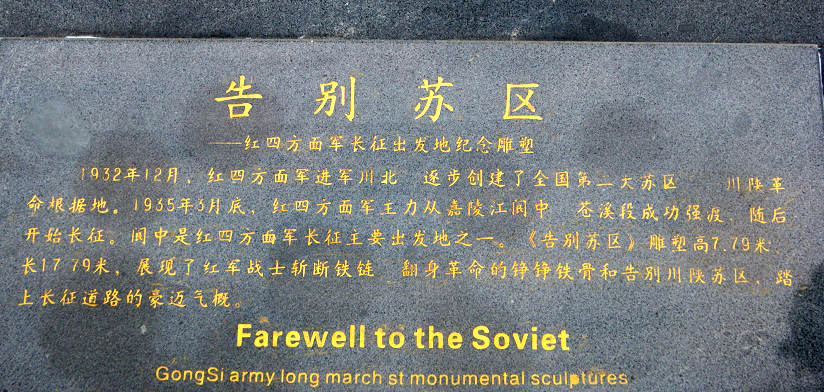 告别苏区
——红四方面军长征出发地纪念雕塑
1932年12月，红四方面军进军川北 逐步创建了全国第二大苏区 川陕革
命根据地。1935年3月底，红四方面军主力从嘉陵江阆中 苍溪段成功强渡，随后
开始长征。阆中是红四方面军长征主要出发地之一。《告别苏区》雕塑高7.79米
长17 79米，展现了红军战士斩断铁链 翻身革命的铮铮铁骨和告别川陕苏区，踏
上长征道路的豪迈气概。
Farewell to the Soviet
GongSi army long march st monumental sculptures